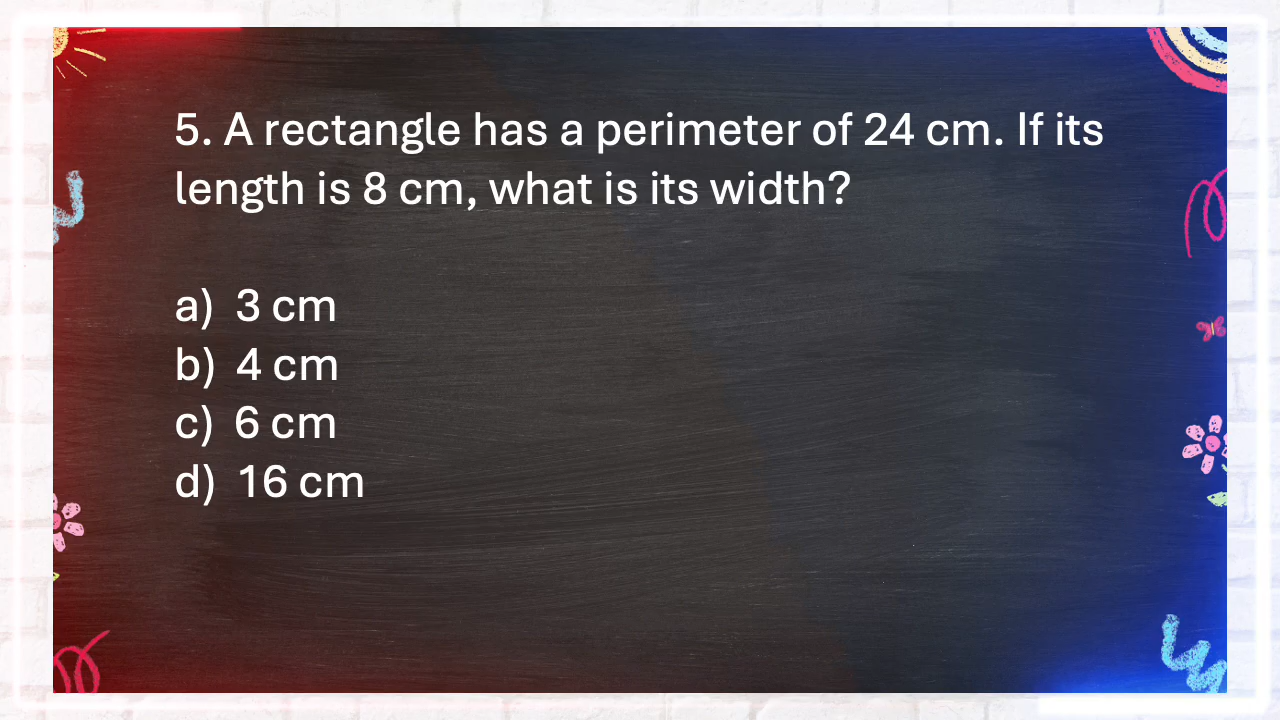 5. A rectangle has a perimeter of 24 cm. If its
length is 8 cm, what is its width?
a) 3 cm
b) 4 cm
c) 6 cm
d) 16 cm